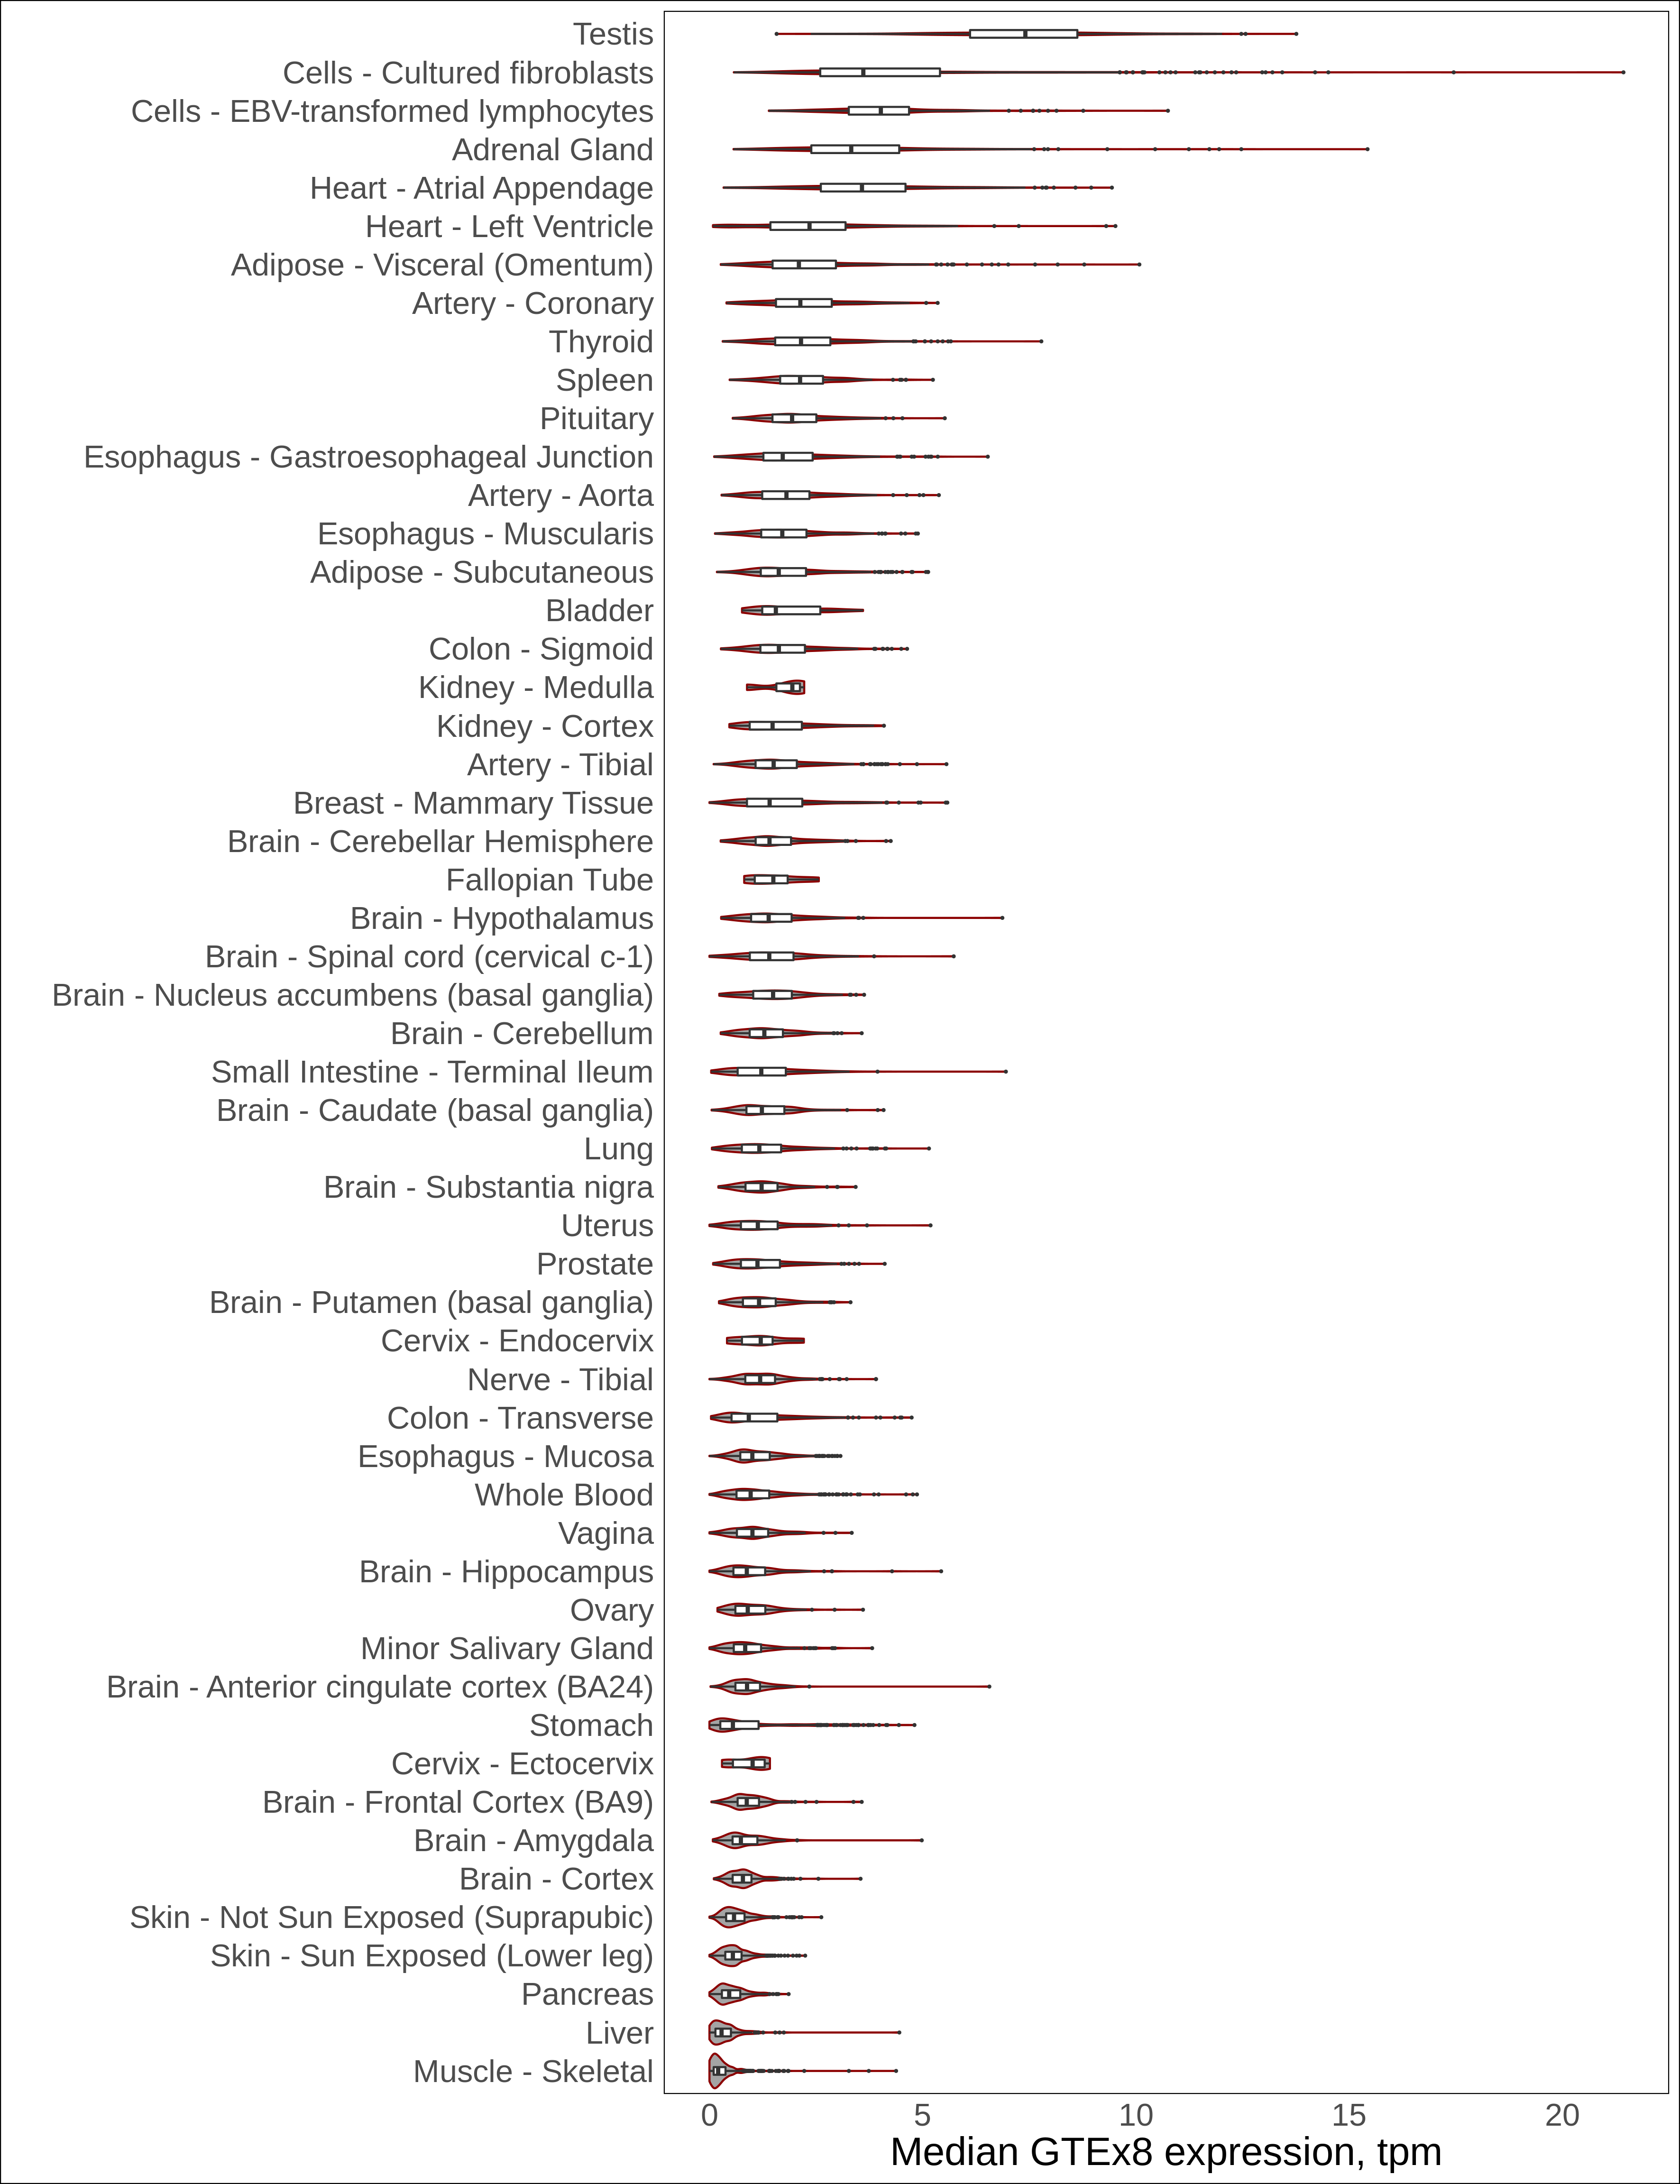 Testis
Cells - Cultured fibroblasts
Cells - EBV-transformed lymphocytes
Adrenal Gland
Heart - Atrial Appendage
Heart - Left Ventricle
Adipose - Visceral (Omentum)
Artery - Coronary
Thyroid
Spleen
Pituitary
Esophagus - Gastroesophageal Junction
Artery - Aorta
Esophagus - Muscularis
Adipose - Subcutaneous
Bladder
Colon - Sigmoid
Kidney - Medulla
Kidney - Cortex
Artery - Tibial
Breast - Mammary Tissue
Brain - Cerebellar Hemisphere
Fallopian Tube
Brain - Hypothalamus
Brain - Spinal cord (cervical c-1)
Brain - Nucleus accumbens (basal ganglia)
Brain - Cerebellum
Small Intestine - Terminal Ileum
Brain - Caudate (basal ganglia)
Lung
Brain - Substantia nigra
Uterus
Prostate
Brain - Putamen (basal ganglia)
Cervix - Endocervix
Nerve - Tibial
Colon - Transverse
Esophagus - Mucosa
Whole Blood
Vagina
Brain - Hippocampus
Ovary
Minor Salivary Gland
Brain - Anterior cingulate cortex (BA24)
Stomach
Cervix - Ectocervix
Brain - Frontal Cortex (BA9)
Brain - Amygdala
Brain - Cortex
Skin - Not Sun Exposed (Suprapubic)
Skin - Sun Exposed (Lower leg)
Pancreas
Liver
Muscle - Skeletal
0 5 10 15 20
Median GTEx8 expression, tpm